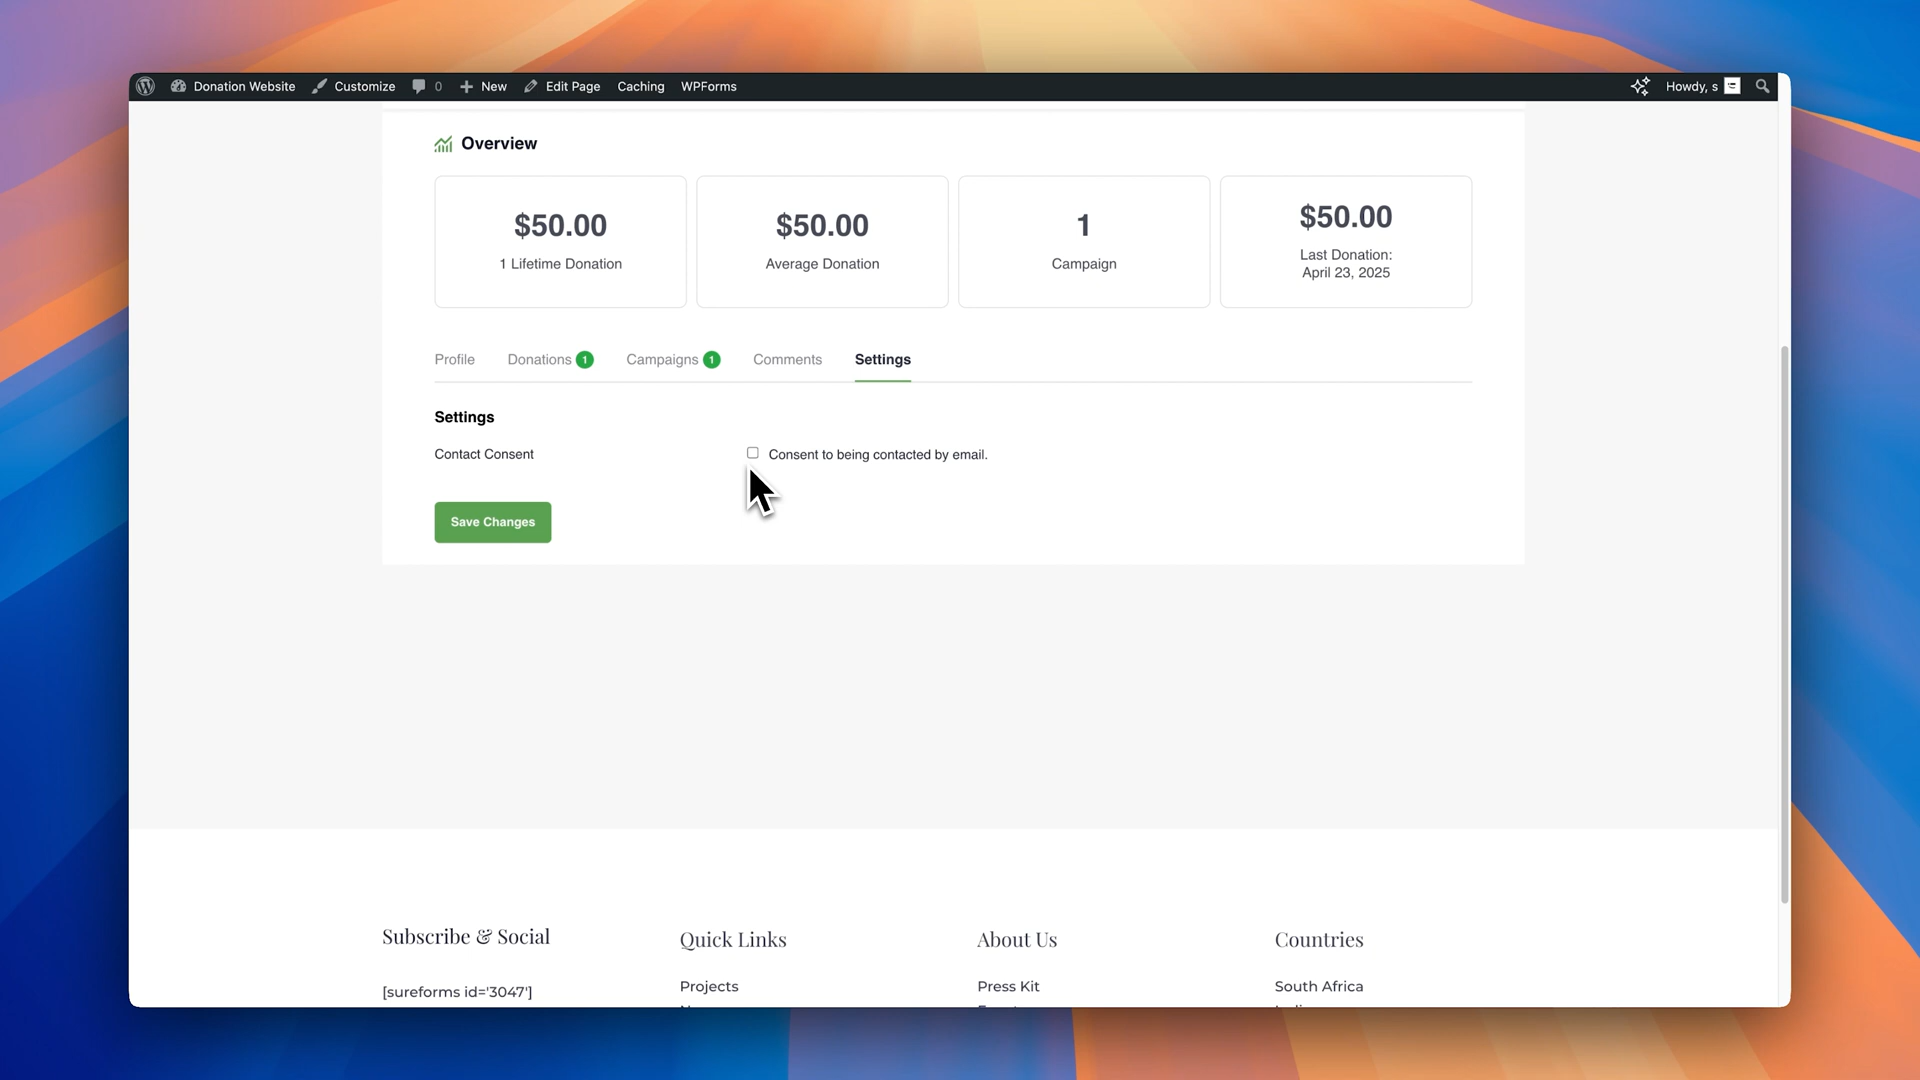 Donation Website Customize 0 New Edit Page Caching WPForms Howdy, s
Overview
$50.00
1 Lifetime Donation
$50.00
Average Donation
1
Campaign
$50.00
Last Donation:
April 23, 2025
Profile Donations 1 Campaigns 1 Comments Settings
Settings
Contact Consent Consent to being contacted by email.
Save Changes
Subscribe & Social
[sureforms id='3047']
Quick Links
Projects
About Us
Press Kit
Countries
South Africa